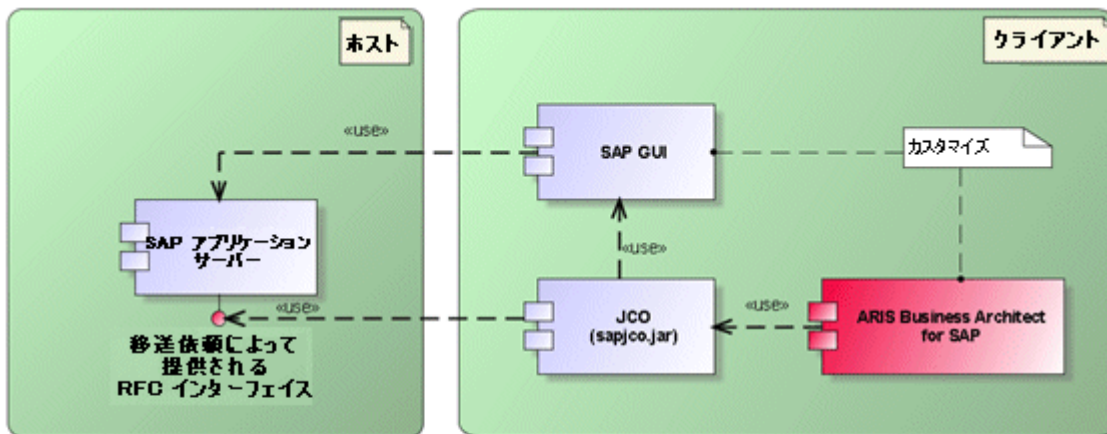 ホスト
クライアント
«use»
SAP GUI
カスタマイズ
SAP アプリケーション
サーバー
«use»
«use»
«use»
JCO
(sapjco.jar)
ARIS Business Architect
for SAP
移送依頼によって
提供される
RFC インターフェイス